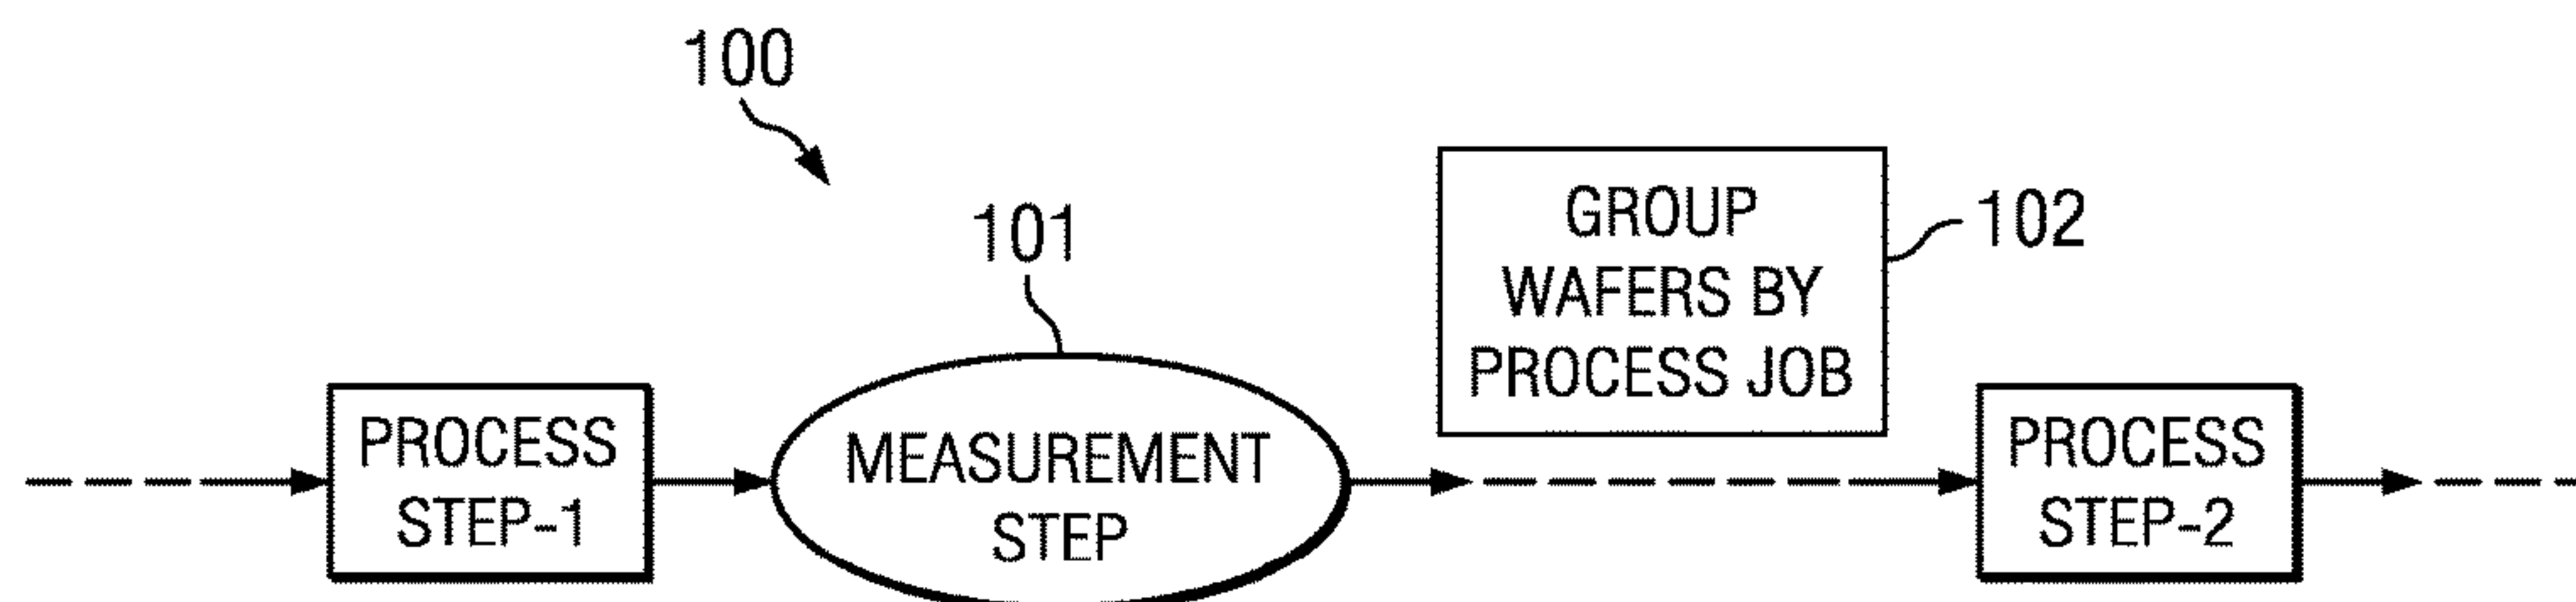 100
101
GROUP
WAFERS BY
PROCESS JOB
102
PROCESS
STEP-1
MEASUREMENT
STEP
PROCESS
STEP-2